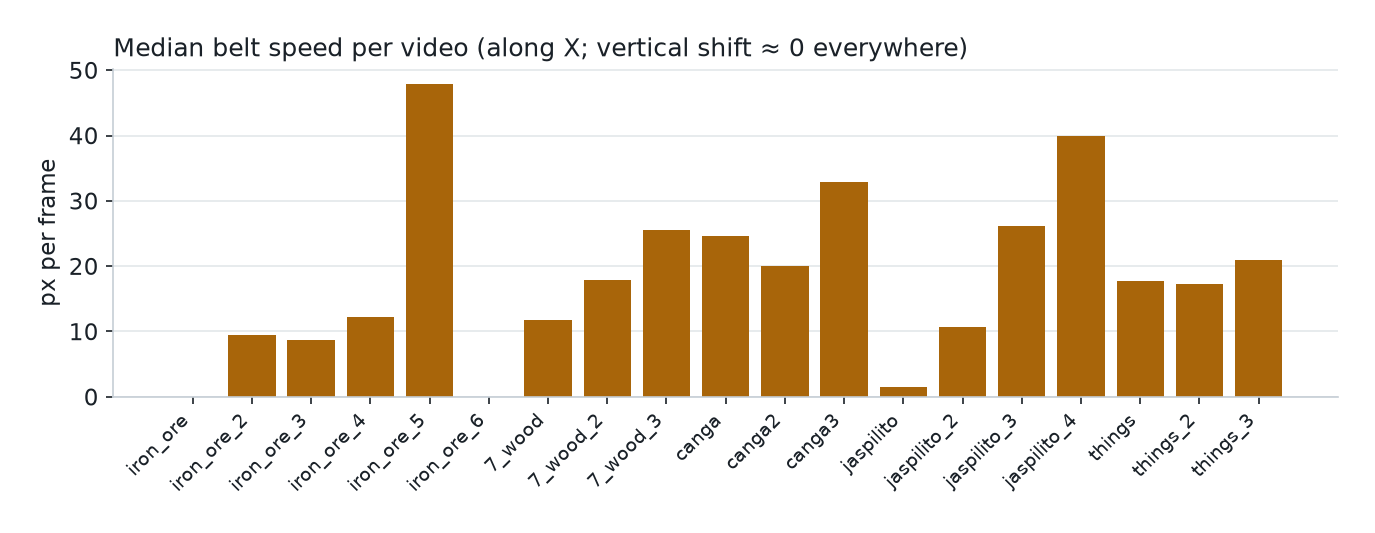 Median belt speed per video (along X; vertical shift ≈ 0 everywhere)
px per frame
50
40
30
20
10
0
iron_ore
iron_ore_2
iron_ore_3
iron_ore_4
iron_ore_5
iron_ore_6
7_wood
7_wood_2
7_wood_3
canga
canga2
canga3
jaspilito
jaspilito_2
jaspilito_3
jaspilito_4
things
things_2
things_3